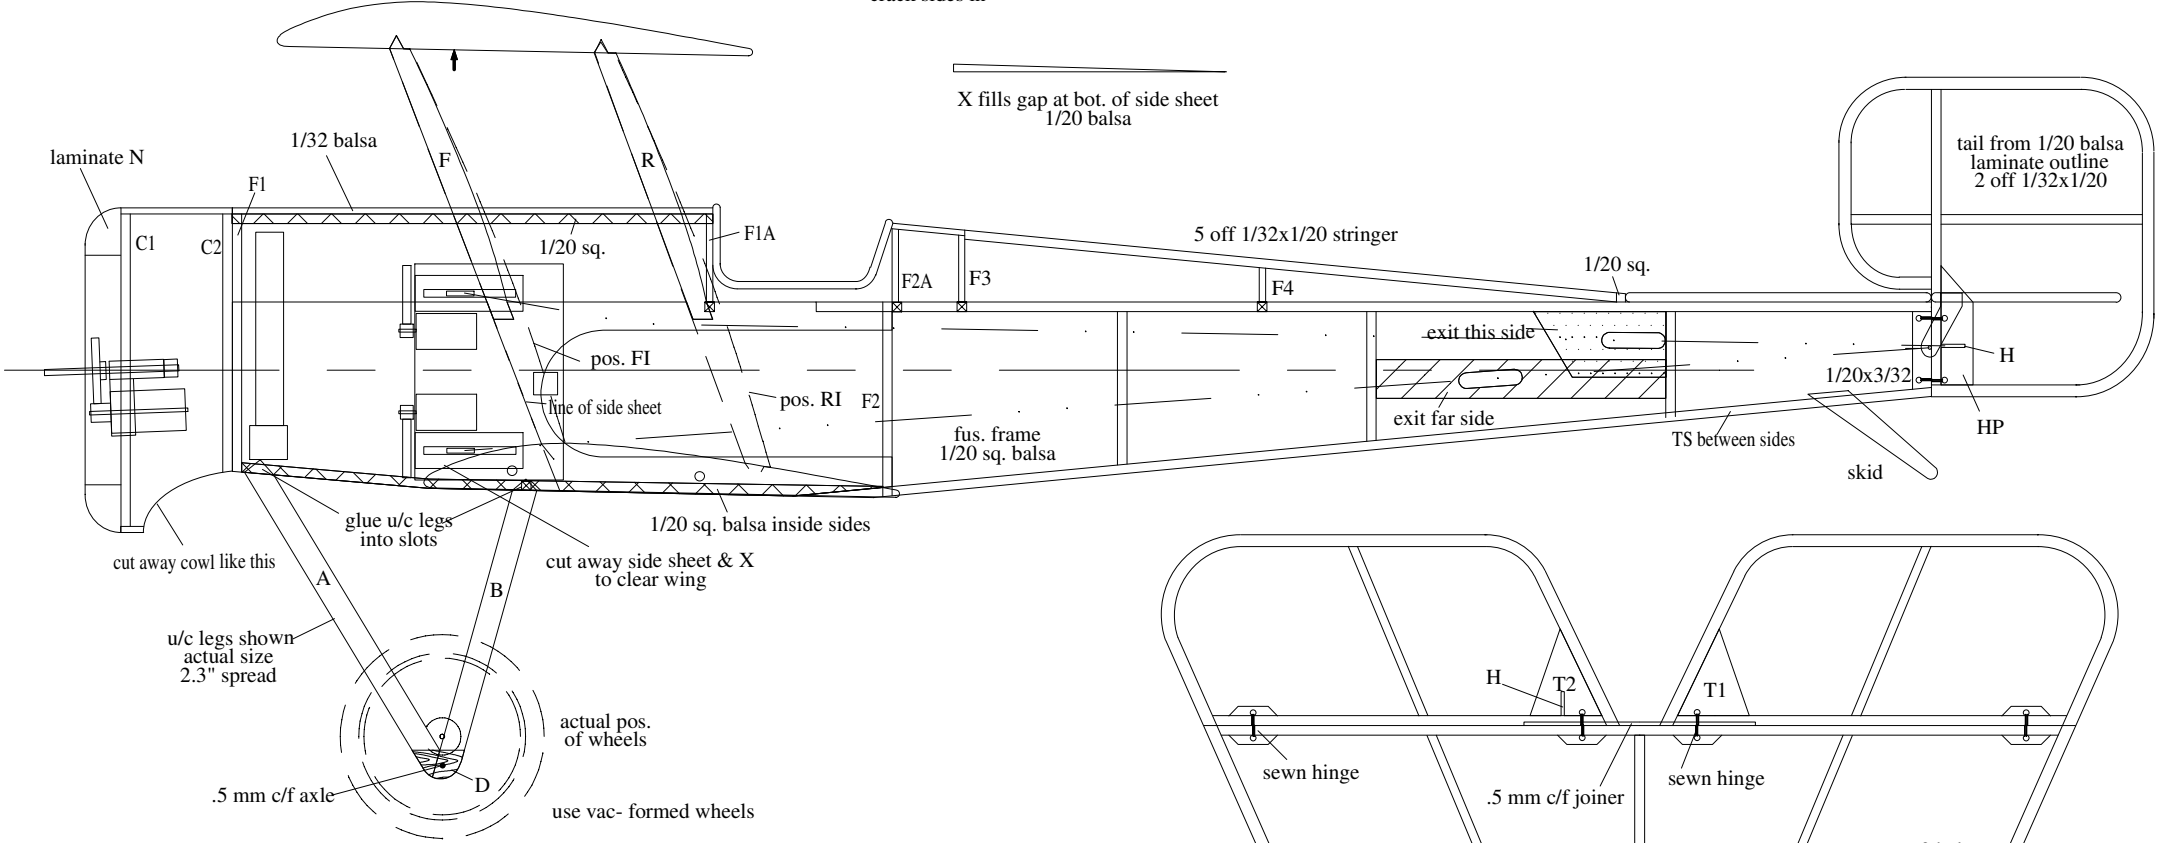 X fills gap at bot. of side sheet
1/20 balsa
laminate N
1/32 balsa
F1
C1
C2
F
R
1/20 sq.
F1A
F2A
F3
5 off 1/32x1/20 stringer
F4
1/20 sq.
tail from 1/20 balsa
laminate outline
2 off 1/32x1/20
pos. FI
line of side sheet
pos. RI
F2
exit this side
exit far side
fus. frame
1/20 sq. balsa
1/20x3/32
TS between sides
H
HP
skid
glue u/c legs
into slots
cut away cowl like this
1/20 sq. balsa inside sides
cut away side sheet & X
to clear wing
A
B
u/c legs shown
actual size
2.3" spread
actual pos.
of wheels
D
.5 mm c/f axle
use vac- formed wheels
H
T2
T1
sewn hinge
.5 mm c/f joiner
sewn hinge